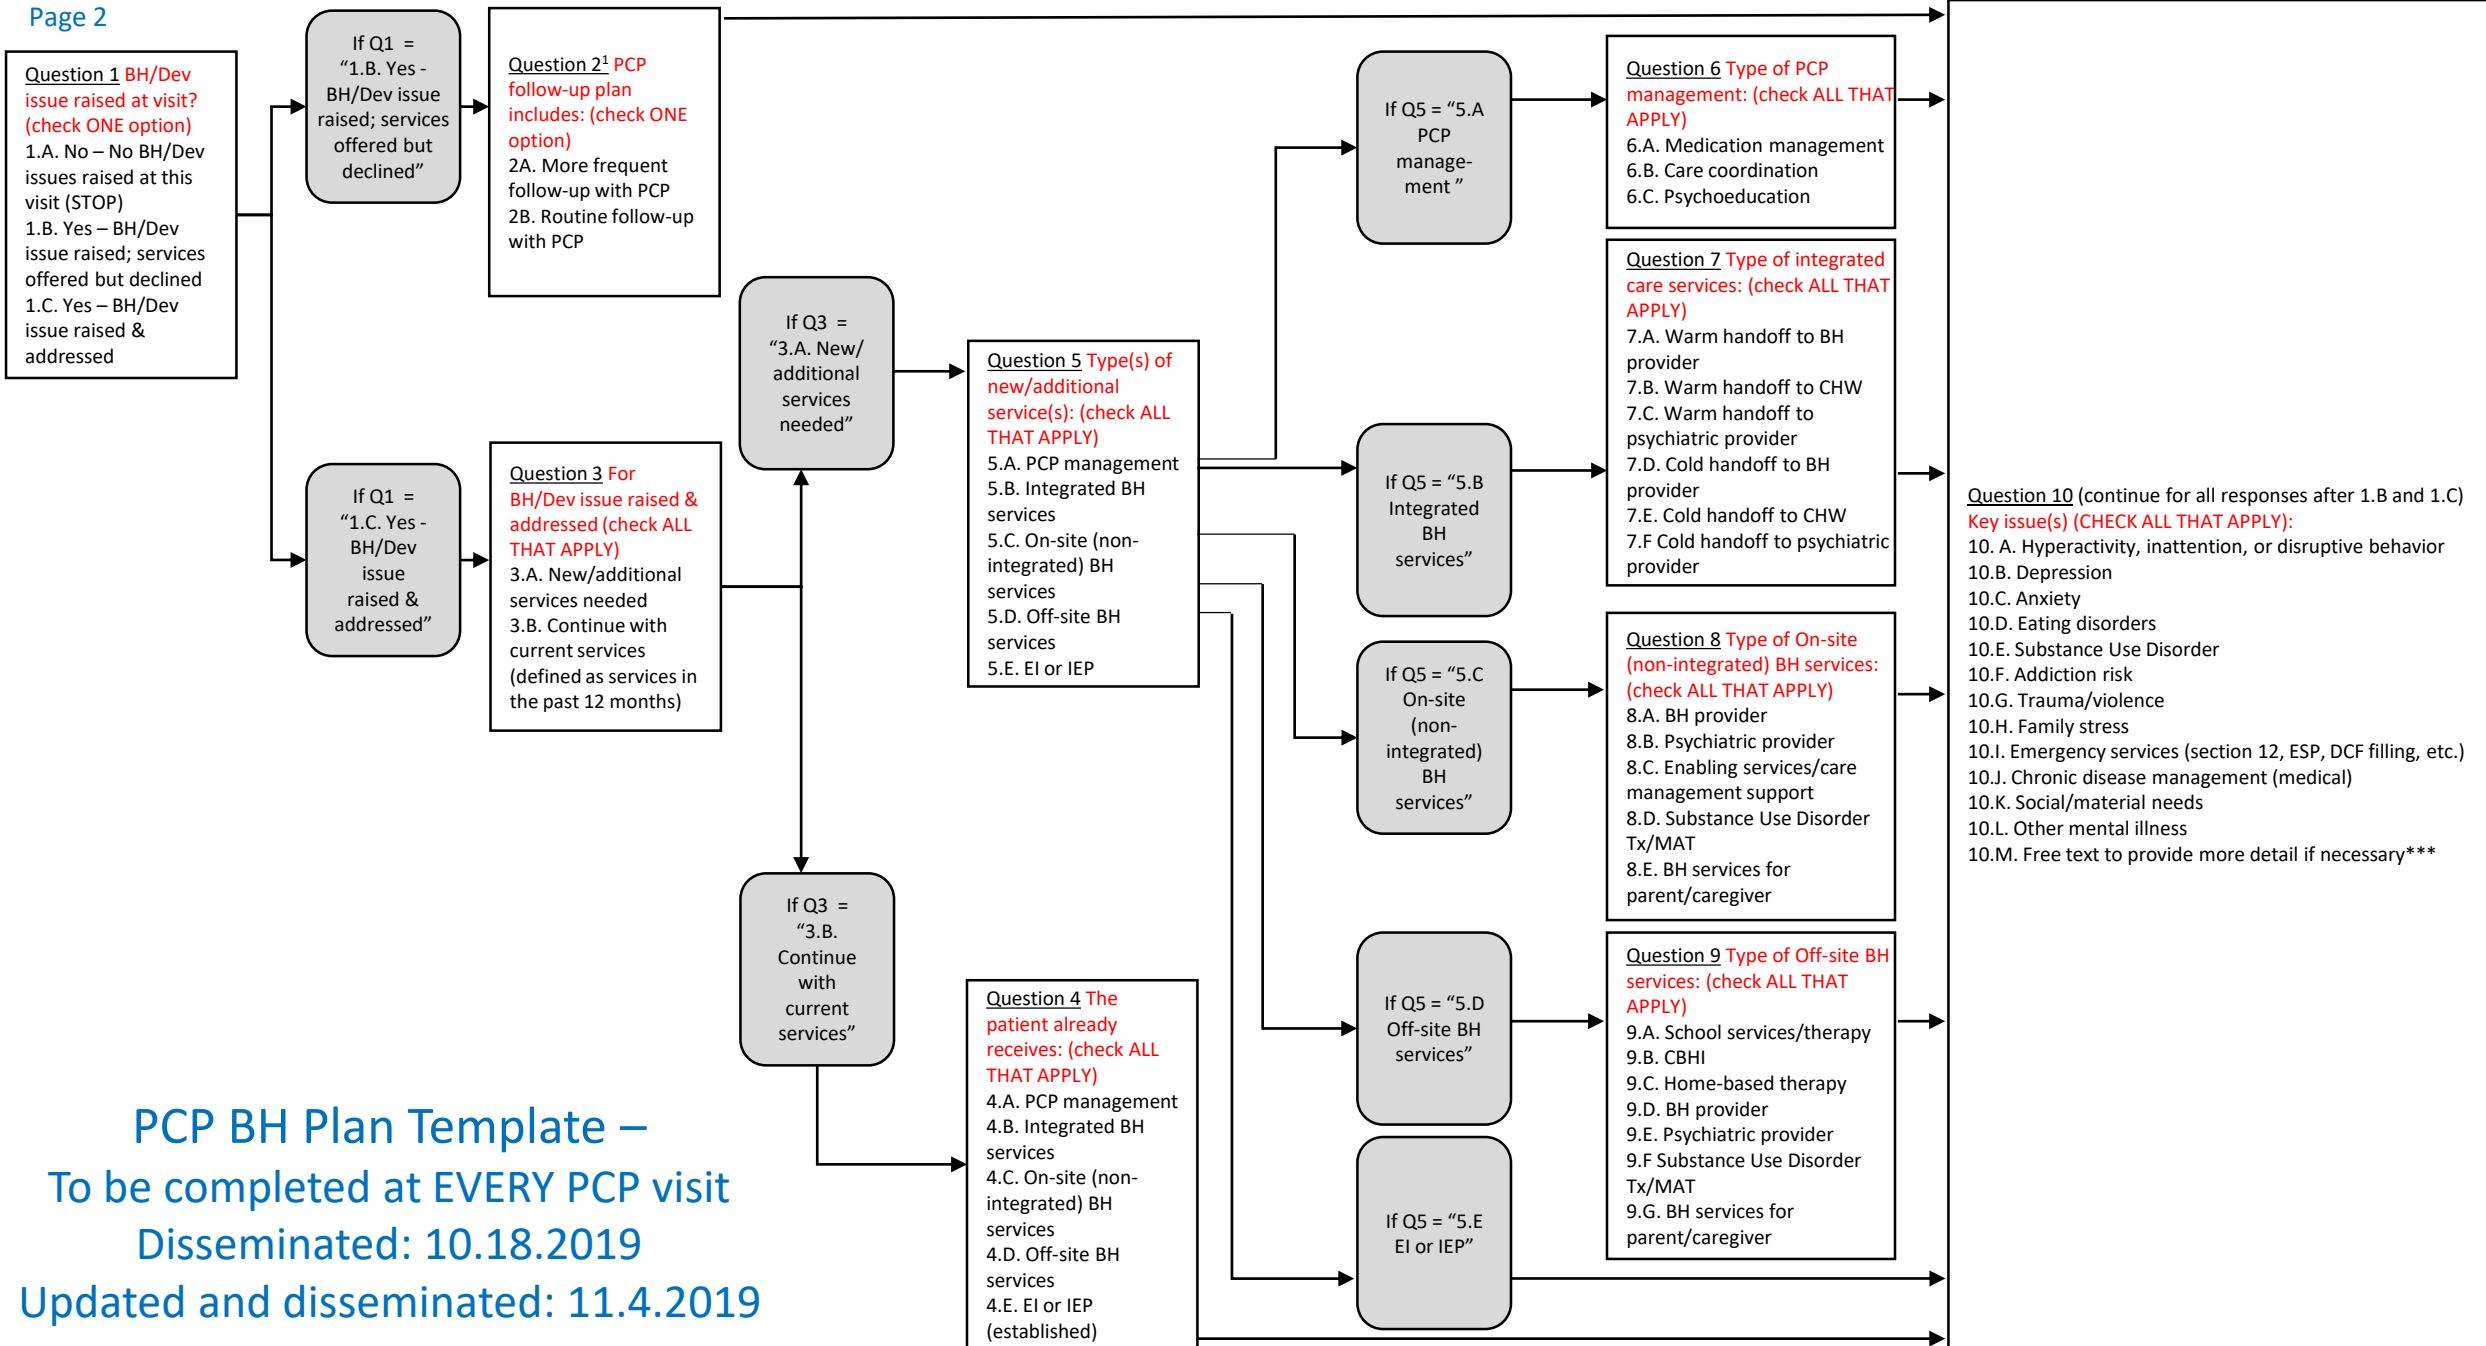 Page 2
Question 1 BH/Dev
issue raised at visit?
(check ONE option)
1.A. No – No BH/Dev
issues raised at this
visit (STOP)
1.B. Yes – BH/Dev
issue raised; services
offered but declined
1.C. Yes – BH/Dev
issue raised &
addressed
If Q1 =
“1.B. Yes -
BH/Dev issue
raised; services
offered but
declined”
Question 2¹ PCP
follow-up plan
includes: (check ONE
option)
2A. More frequent
follow-up with PCP
2B. Routine follow-up
with PCP
If Q1 =
“1.C. Yes -
BH/Dev
issue
raised &
addressed”
Question 3 For
BH/Dev issue raised &
addressed (check ALL
THAT APPLY)
3.A. New/additional
services needed
3.B. Continue with
current services
(defined as services in
the past 12 months)
If Q3 =
“3.A. New/
additional
services
needed”
If Q3 =
“3.B.
Continue
with
current
services”
Question 5 Type(s) of
new/additional
service(s): (check ALL
THAT APPLY)
5.A. PCP management
5.B. Integrated BH
services
5.C. On-site (non-
integrated) BH
services
5.D. Off-site BH
services
5.E. EI or IEP
Question 4 The
patient already
receives: (check ALL
THAT APPLY)
4.A. PCP management
4.B. Integrated BH
services
4.C. On-site (non-
integrated) BH
services
4.D. Off-site BH
services
4.E. EI or IEP
(established)
If Q5 = “5.A
PCP
manage-
ment ”
If Q5 = “5.B
Integrated
BH
services”
If Q5 = “5.C
On-site
(non-
integrated)
BH
services”
If Q5 = “5.D
Off-site BH
services”
If Q5 = “5.E
EI or IEP”
Question 6 Type of PCP
management: (check ALL THAT
APPLY)
6.A. Medication management
6.B. Care coordination
6.C. Psychoeducation
Question 7 Type of integrated
care services: (check ALL THAT
APPLY)
7.A. Warm handoff to BH
provider
7.B. Warm handoff to CHW
7.C. Warm handoff to
psychiatric provider
7.D. Cold handoff to BH
provider
7.E. Cold handoff to CHW
7.F Cold handoff to psychiatric
provider
Question 8 Type of On-site
(non-integrated) BH services:
(check ALL THAT APPLY)
8.A. BH provider
8.B. Psychiatric provider
8.C. Enabling services/care
management support
8.D. Substance Use Disorder
Tx/MAT
8.E. BH services for
parent/caregiver
Question 9 Type of Off-site BH
services: (check ALL THAT
APPLY)
9.A. School services/therapy
9.B. CBHI
9.C. Home-based therapy
9.D. BH provider
9.E. Psychiatric provider
9.F Substance Use Disorder
Tx/MAT
9.G. BH services for
parent/caregiver
Question 10 (continue for all responses after 1.B and 1.C)
Key issue(s) (CHECK ALL THAT APPLY):
10. A. Hyperactivity, inattention, or disruptive behavior
10.B. Depression
10.C. Anxiety
10.D. Eating disorders
10.E. Substance Use Disorder
10.F. Addiction risk
10.G. Trauma/violence
10.H. Family stress
10.I. Emergency services (section 12, ESP, DCF filling, etc.)
10.J. Chronic disease management (medical)
10.K. Social/material needs
10.L. Other mental illness
10.M. Free text to provide more detail if necessary***
PCP BH Plan Template –
To be completed at EVERY PCP visit
Disseminated: 10.18.2019
Updated and disseminated: 11.4.2019